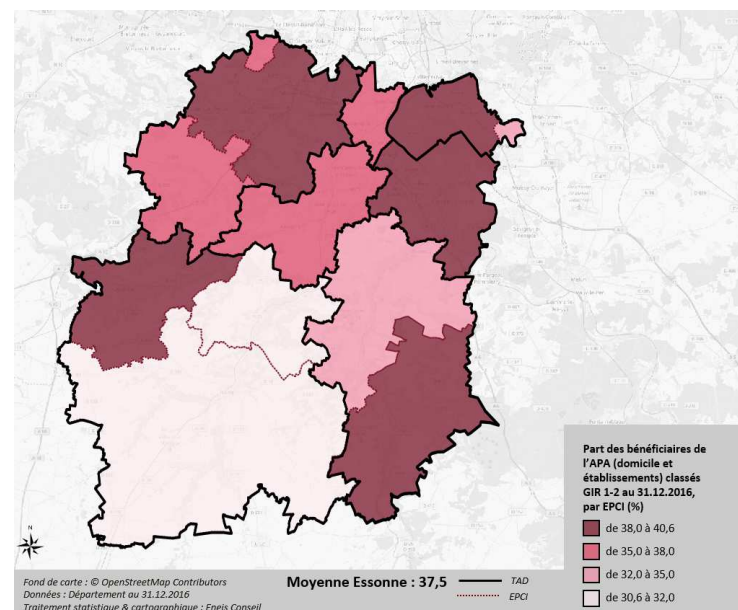 Part des bénéficiaires de
l'APA (domicile et
établissements) classés
GIR 1-2 au 31.12.2016,
par EPCI (%)
de 38,0 à 40,6
de 35,0 à 38,0
de 32,0 à 35,0
de 30,6 à 32,0
N
Fond de carte : © OpenStreetMap Contributors
Données : Département au 31.12.2016
Traitement statistique & cartographique : Eneis Conseil
Moyenne Essonne : 37,5
TAD
EPCI